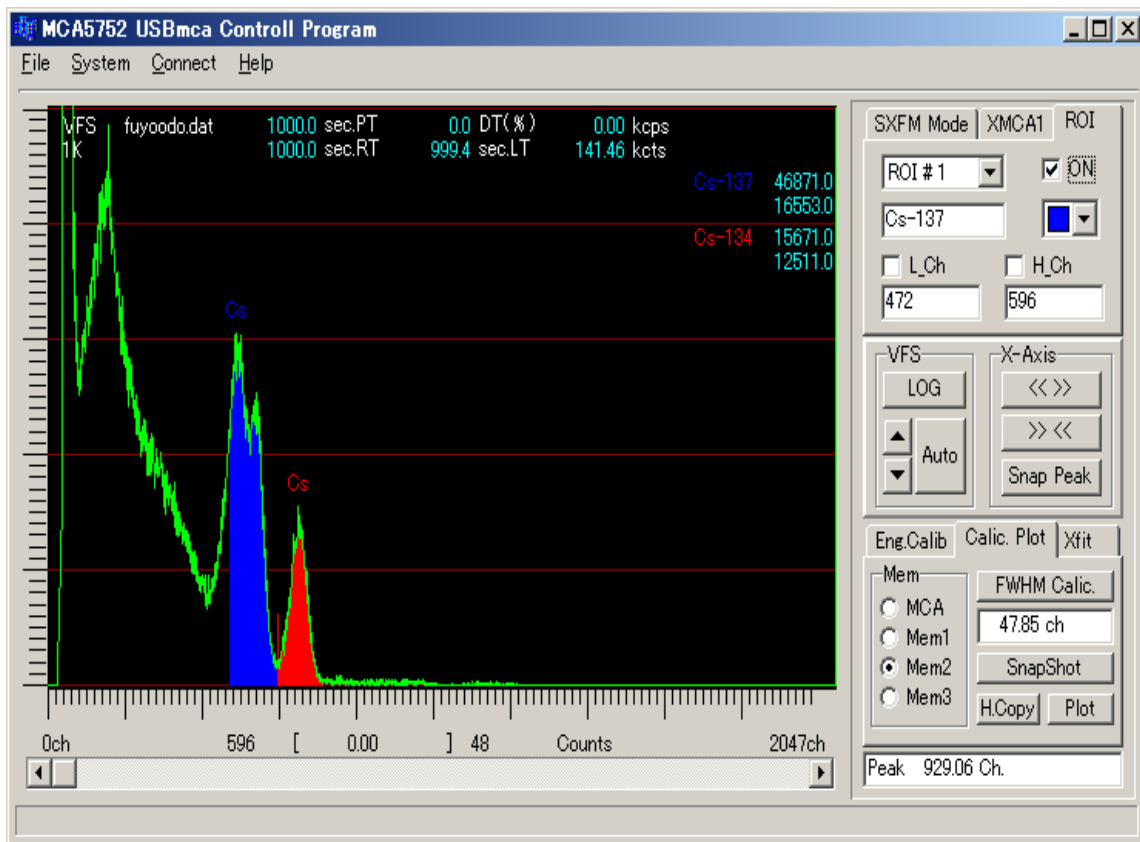 MCA5752 USBmca Controll Program
File System Connect Help
VFS fuyoodo.dat 1000.0 sec.PT 0.0 DT(%) 0.00 kcps
1K 1000.0 sec.RT 999.4 sec.LT 141.46 kcts
Cs-137 46871.0
16553.0
Cs-134 15671.0
12511.0
Cs
Cs
0ch 596 [ 0.00 ] 48 Counts 2047ch
SXFM Mode XMCA1 ROI
ROI # 1 ON
Cs-137
L_Ch H_Ch
472 596
VFS X-Axis
LOG << >>
Auto >> <<
Snap Peak
Eng.Calib Calic. Plot Xfit
Mem FWHM Calic.
MCA 47.85 ch
Mem1
Mem2 SnapShot
Mem3 H.Copy Plot
Peak 929.06 Ch.